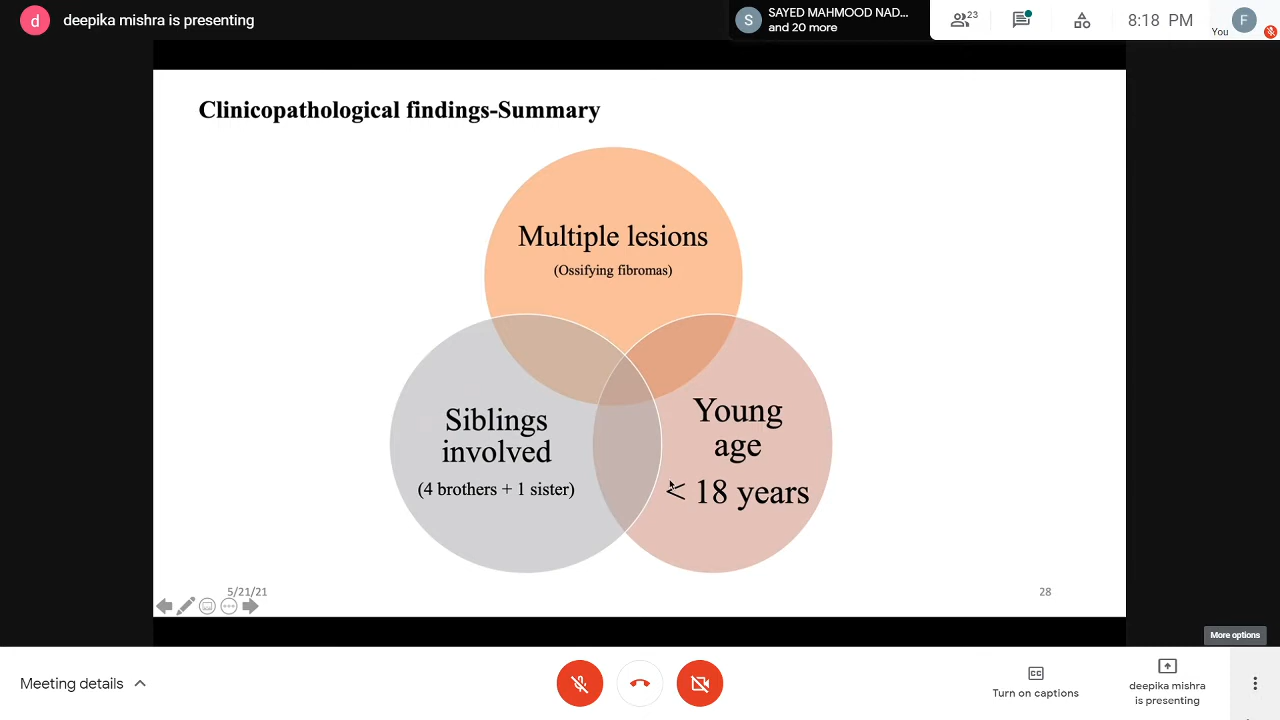 d
deepika mishra is presenting
S
SAYED MAHMOOD NAD...
and 20 more
23
8:18 PM
You
F
Clinicopathological findings-Summary
Multiple lesions
(Ossifying fibromas)
Siblings
involved
(4 brothers + 1 sister)
Young
age
< 18 years
5/21/21
28
More options
Meeting details
CC
Turn on captions
deepika mishra
is presenting